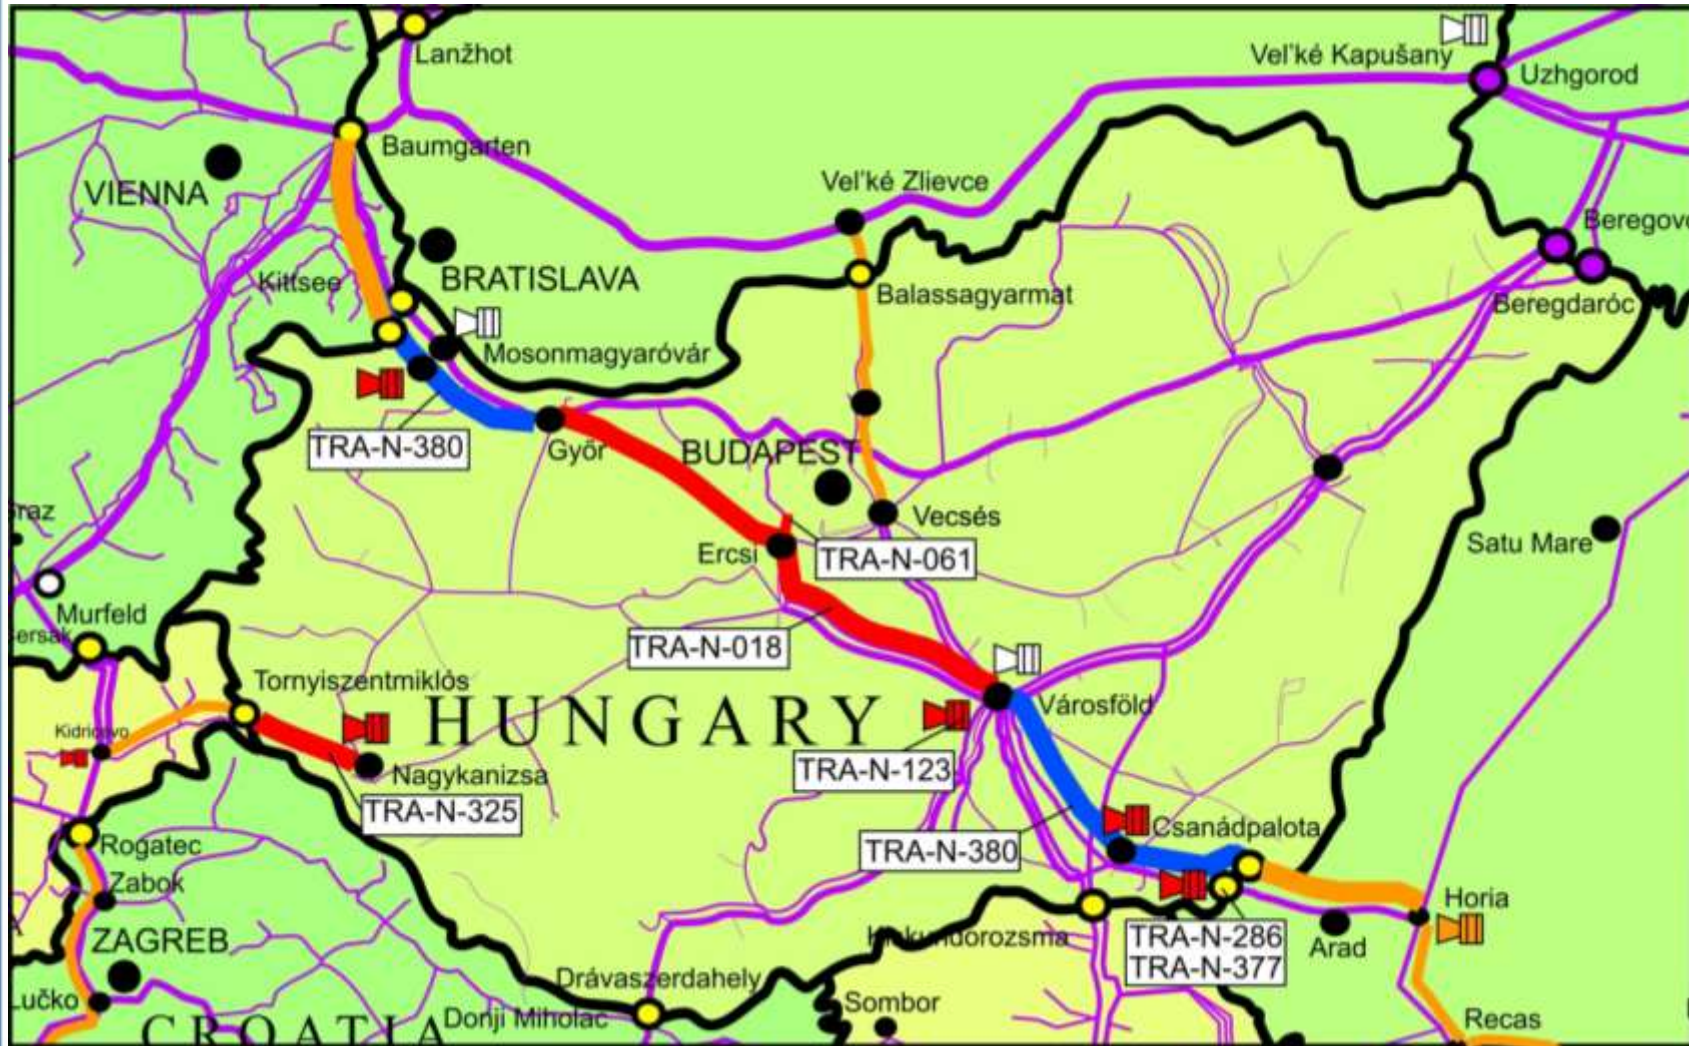 Lanžhot
Vel'ké Kapušany
Uzhgorod
Baumgarten
VIENNA
Vel'ké Zlievce
Beregovo
BRATISLAVA
Kittsee
Balassagyarmat
Beregdaróc
Mosonmagyaróvár
TRA-N-380
Győr
BUDAPEST
Vecsés
Satu Mare
Ercsi
TRA-N-061
Murfeld
TRA-N-018
Tornyiszentmiklós
HUNGARY
Városföld
TRA-N-123
Nagykanizsa
TRA-N-325
Csanádpalota
TRA-N-380
Rogatec
Zabok
Horia
ZAGREB
TRA-N-286
TRA-N-377
Arad
Drávaszerdahely
Lučko
Donji Miholac
Sombor
CROATIA
Recas